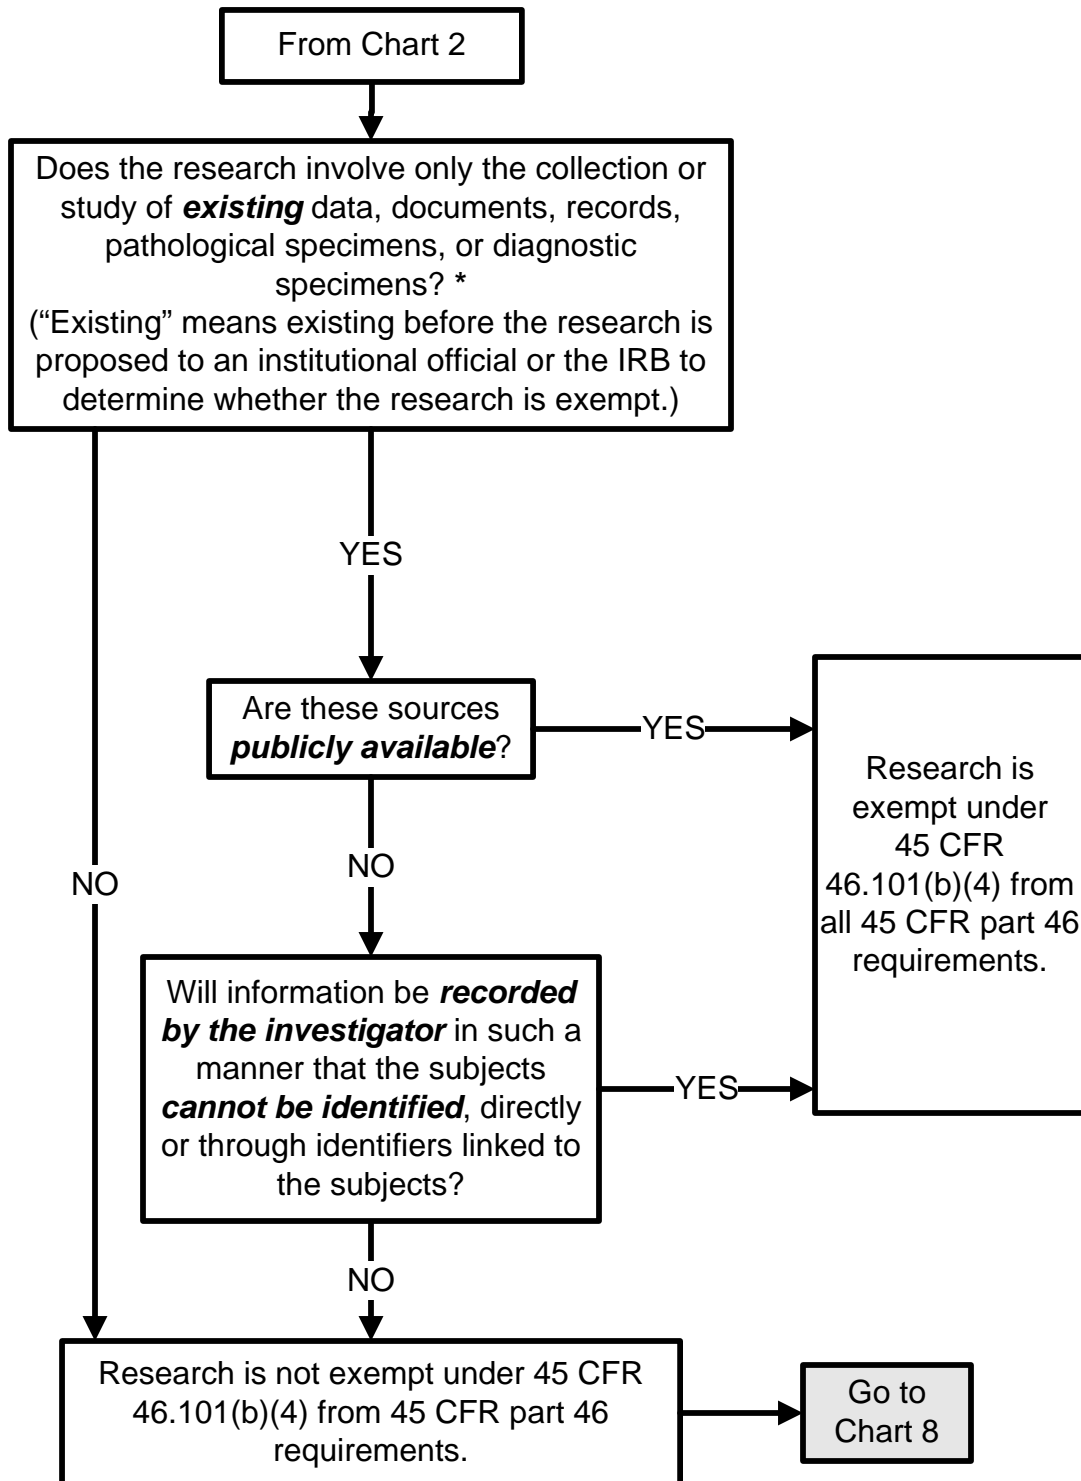 From Chart 2
Does the research involve only the collection or
study of existing data, documents, records,
pathological specimens, or diagnostic
specimens? *
(“Existing” means existing before the research is
proposed to an institutional official or the IRB to
determine whether the research is exempt.)
YES
Are these sources
publicly available?
YES
NO
NO
Research is
exempt under
45 CFR
46.101(b)(4) from
all 45 CFR part 46
requirements.
Will information be recorded
by the investigator in such a
manner that the subjects
cannot be identified, directly
or through identifiers linked to
the subjects?
YES
NO
Research is not exempt under 45 CFR
46.101(b)(4) from 45 CFR part 46
requirements.
Go to
Chart 8